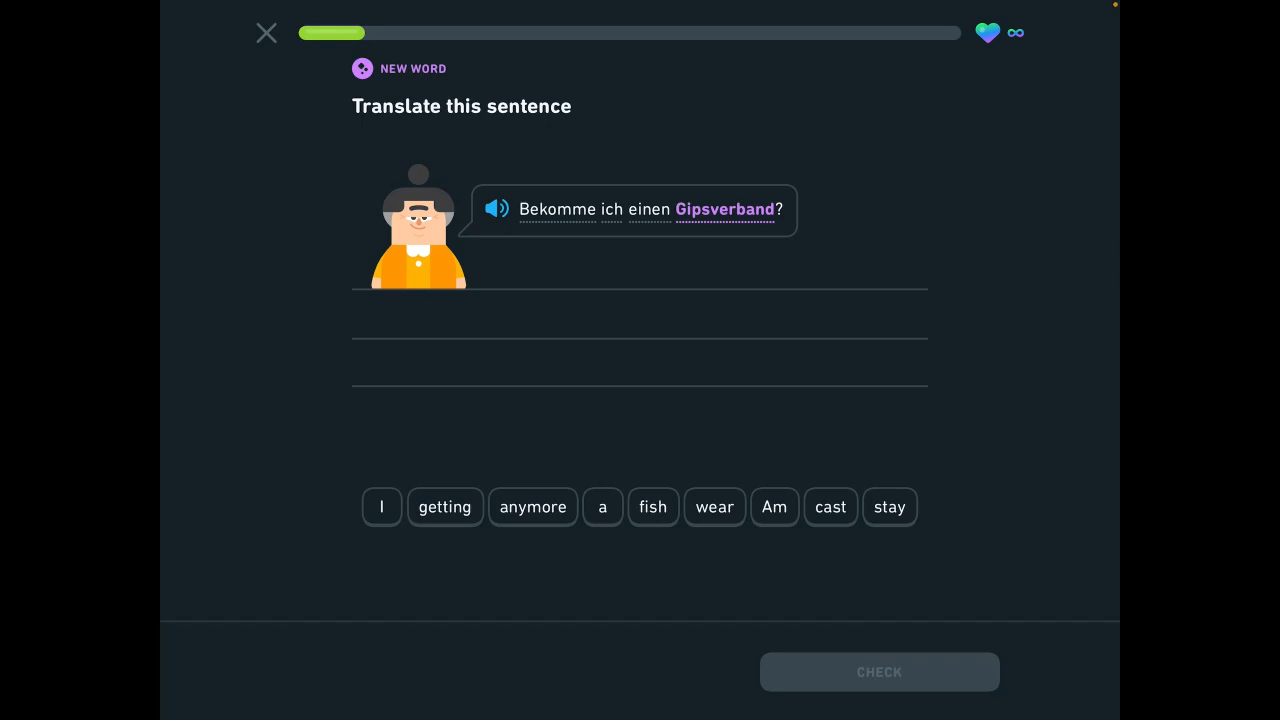 NEW WORD
Translate this sentence
Bekomme ich einen Gipsverband?
I getting anymore a fish wear Am cast stay
CHECK